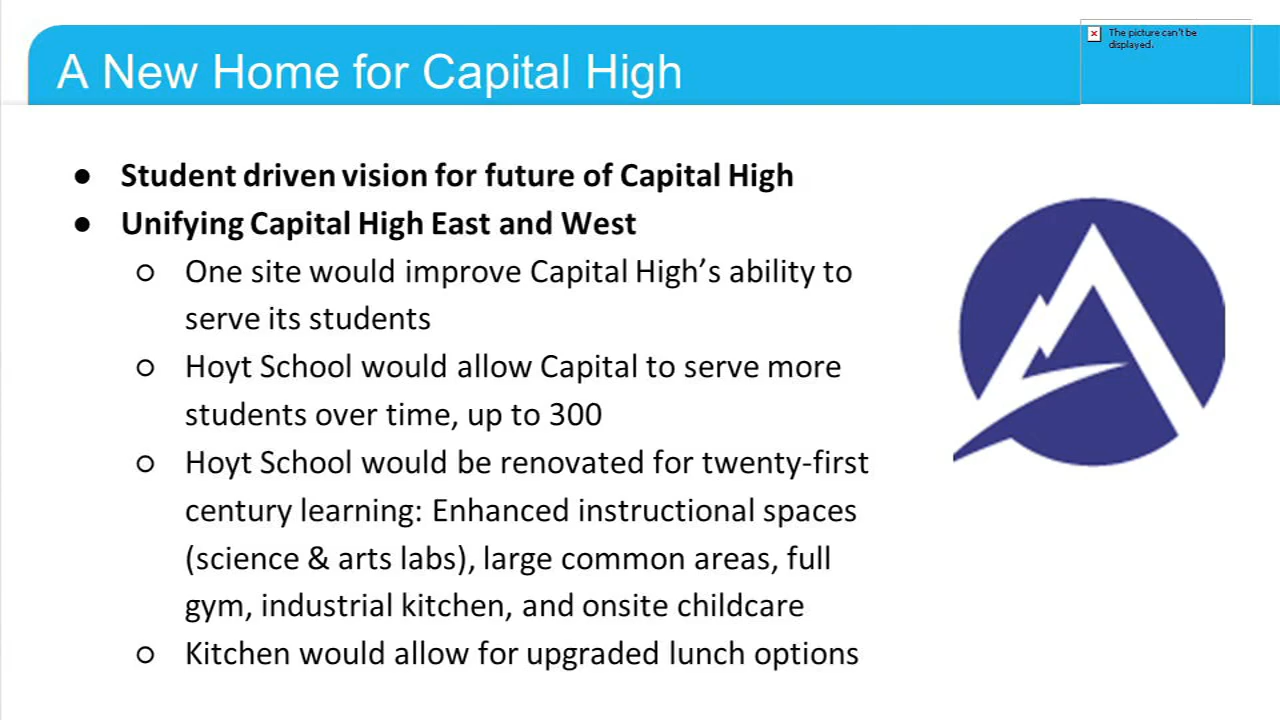 A New Home for Capital High
The picture can't be
displayed.
● Student driven vision for future of Capital High
● Unifying Capital High East and West
○ One site would improve Capital High’s ability to
serve its students
○ Hoyt School would allow Capital to serve more
students over time, up to 300
○ Hoyt School would be renovated for twenty-first
century learning: Enhanced instructional spaces
(science & arts labs), large common areas, full
gym, industrial kitchen, and onsite childcare
○ Kitchen would allow for upgraded lunch options